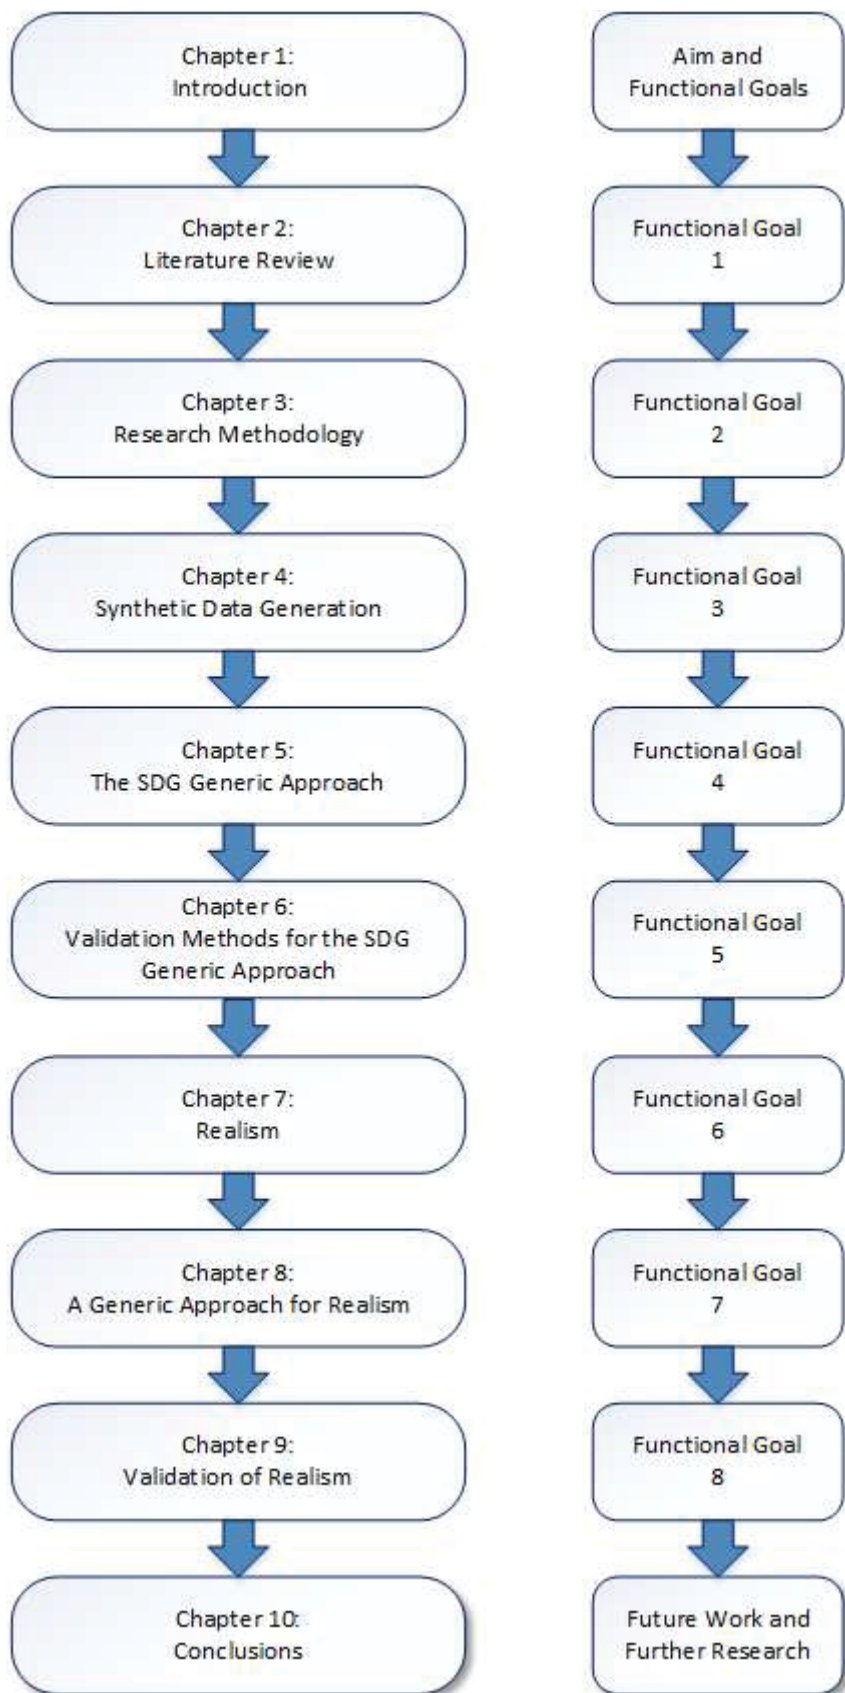 Chapter 1:
Introduction
Aim and
Functional Goals
Chapter 2:
Literature Review
Functional Goal
1
Chapter 3:
Research Methodology
Functional Goal
2
Chapter 4:
Synthetic Data Generation
Functional Goal
3
Chapter 5:
The SDG Generic Approach
Functional Goal
4
Chapter 6:
Validation Methods for the SDG
Generic Approach
Functional Goal
5
Chapter 7:
Realism
Functional Goal
6
Chapter 8:
A Generic Approach for Realism
Functional Goal
7
Chapter 9:
Validation of Realism
Functional Goal
8
Chapter 10:
Conclusions
Future Work and
Further Research